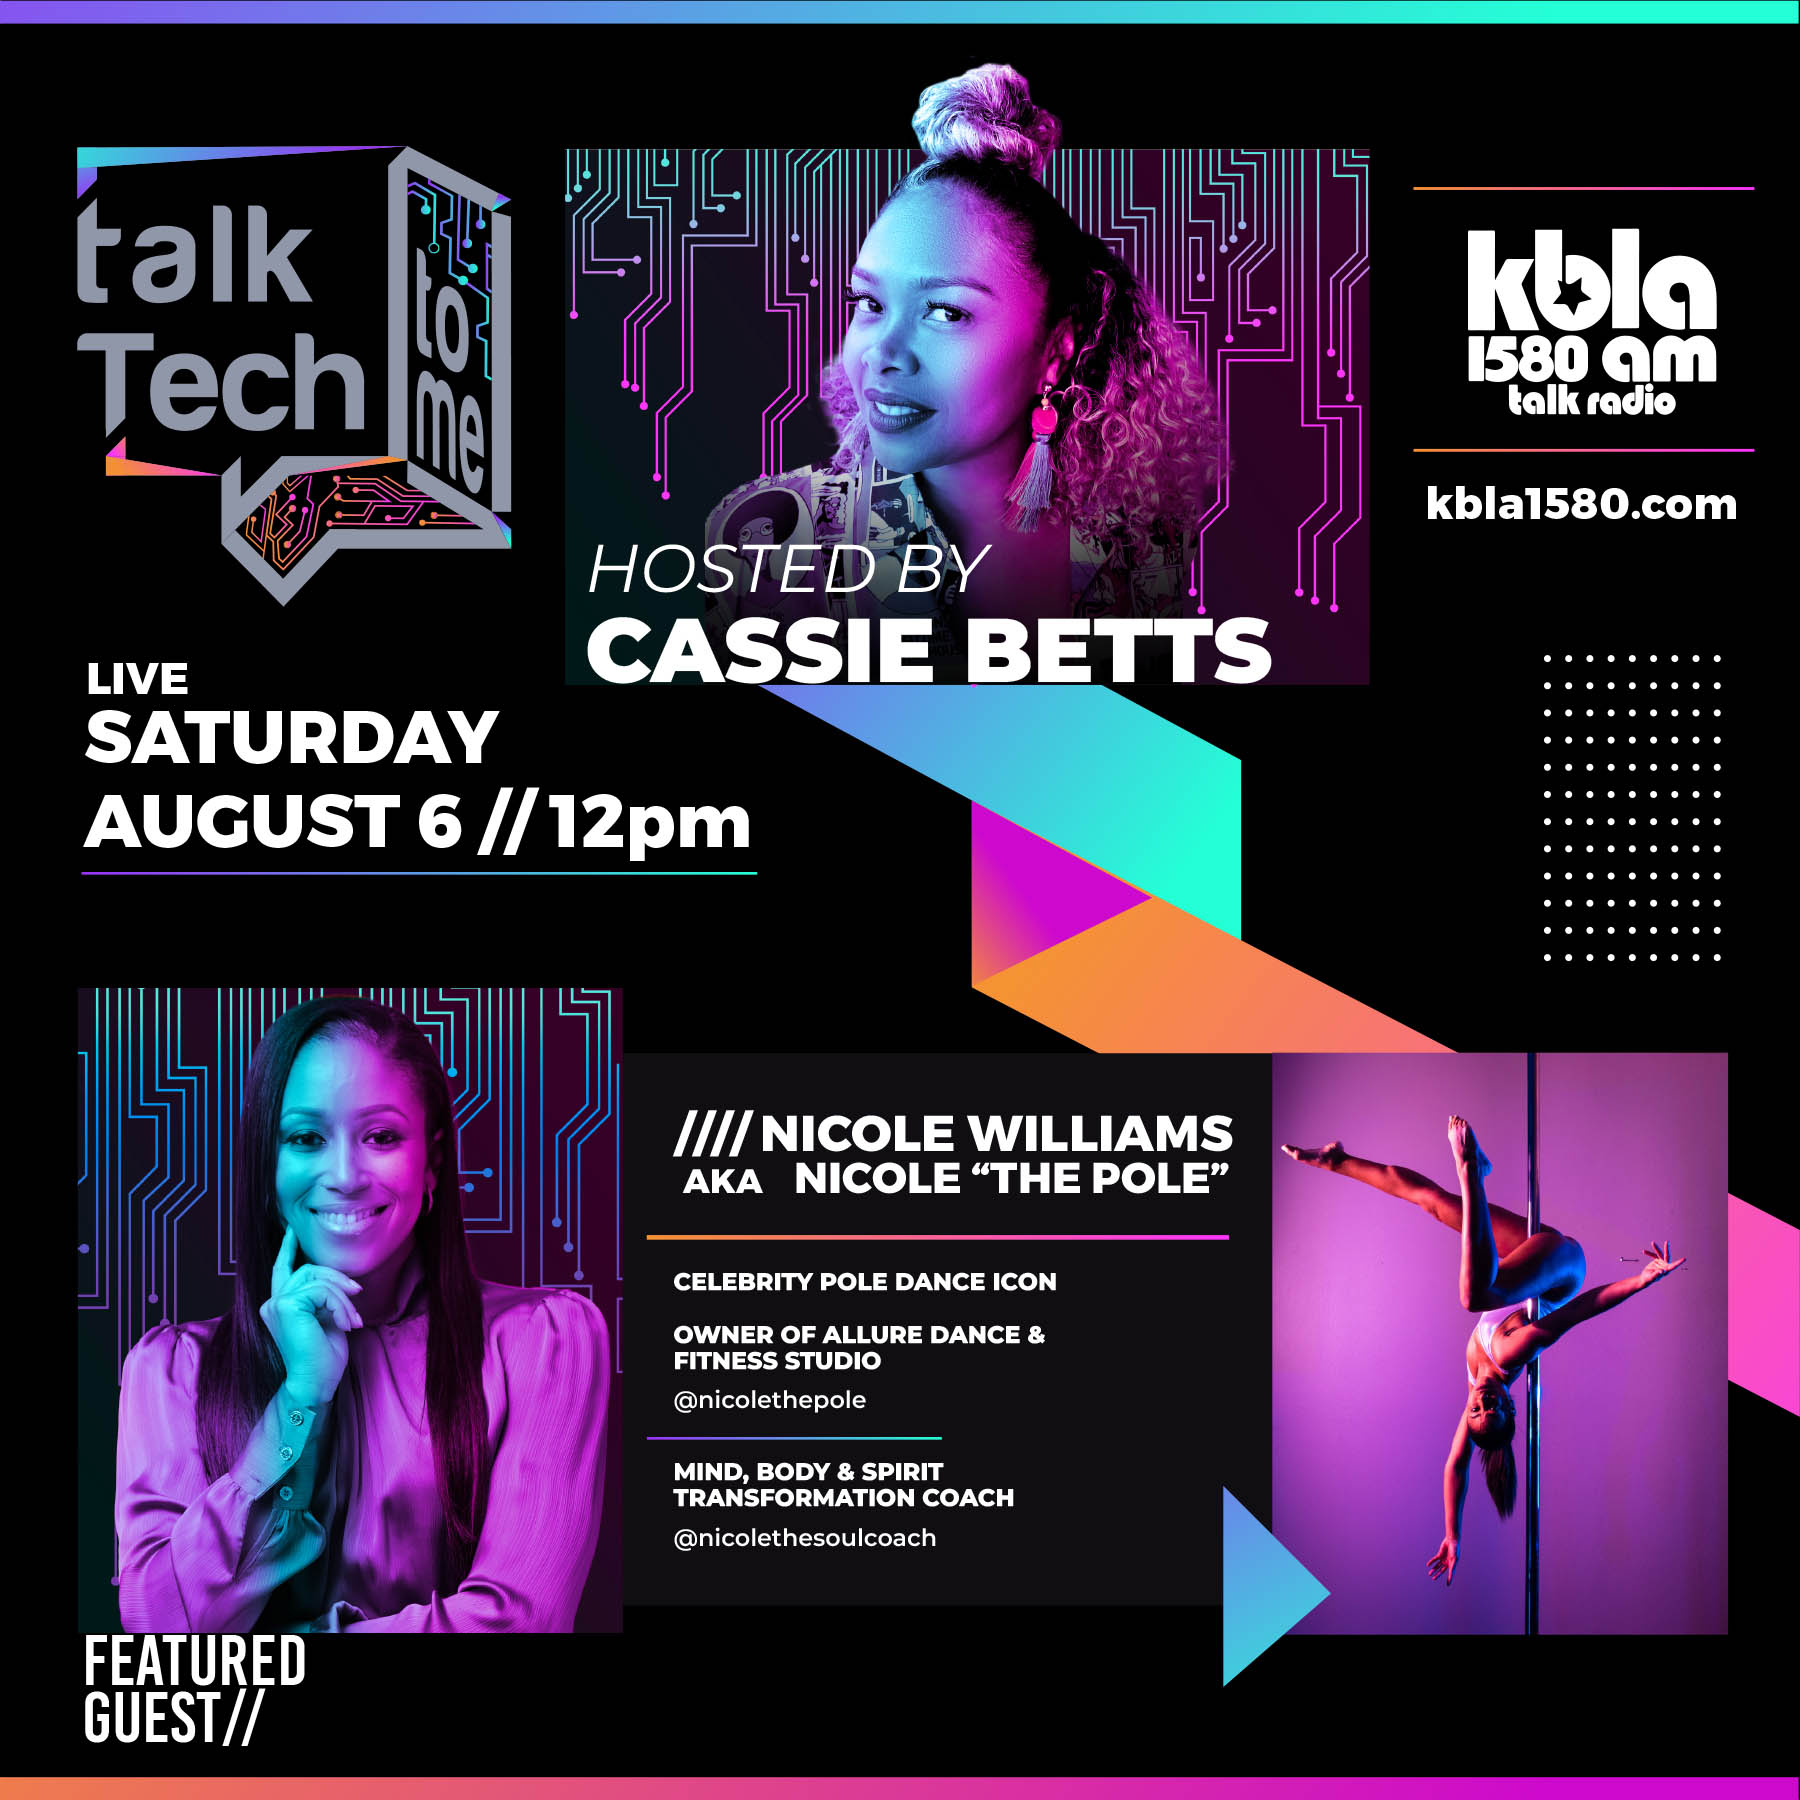 talk
Tech
to
me
HOSTED BY
CASSIE BETTS
kbla
1580 am
talk radio
kbla1580.com
LIVE
SATURDAY
AUGUST 6 // 12pm
//// NICOLE WILLIAMS
AKA NICOLE “THE POLE”
CELEBRITY POLE DANCE ICON
OWNER OF ALLURE DANCE &
FITNESS STUDIO
@nicolethepole
MIND, BODY & SPIRIT
TRANSFORMATION COACH
@nicolethesoulcoach
FEATURED
GUEST//